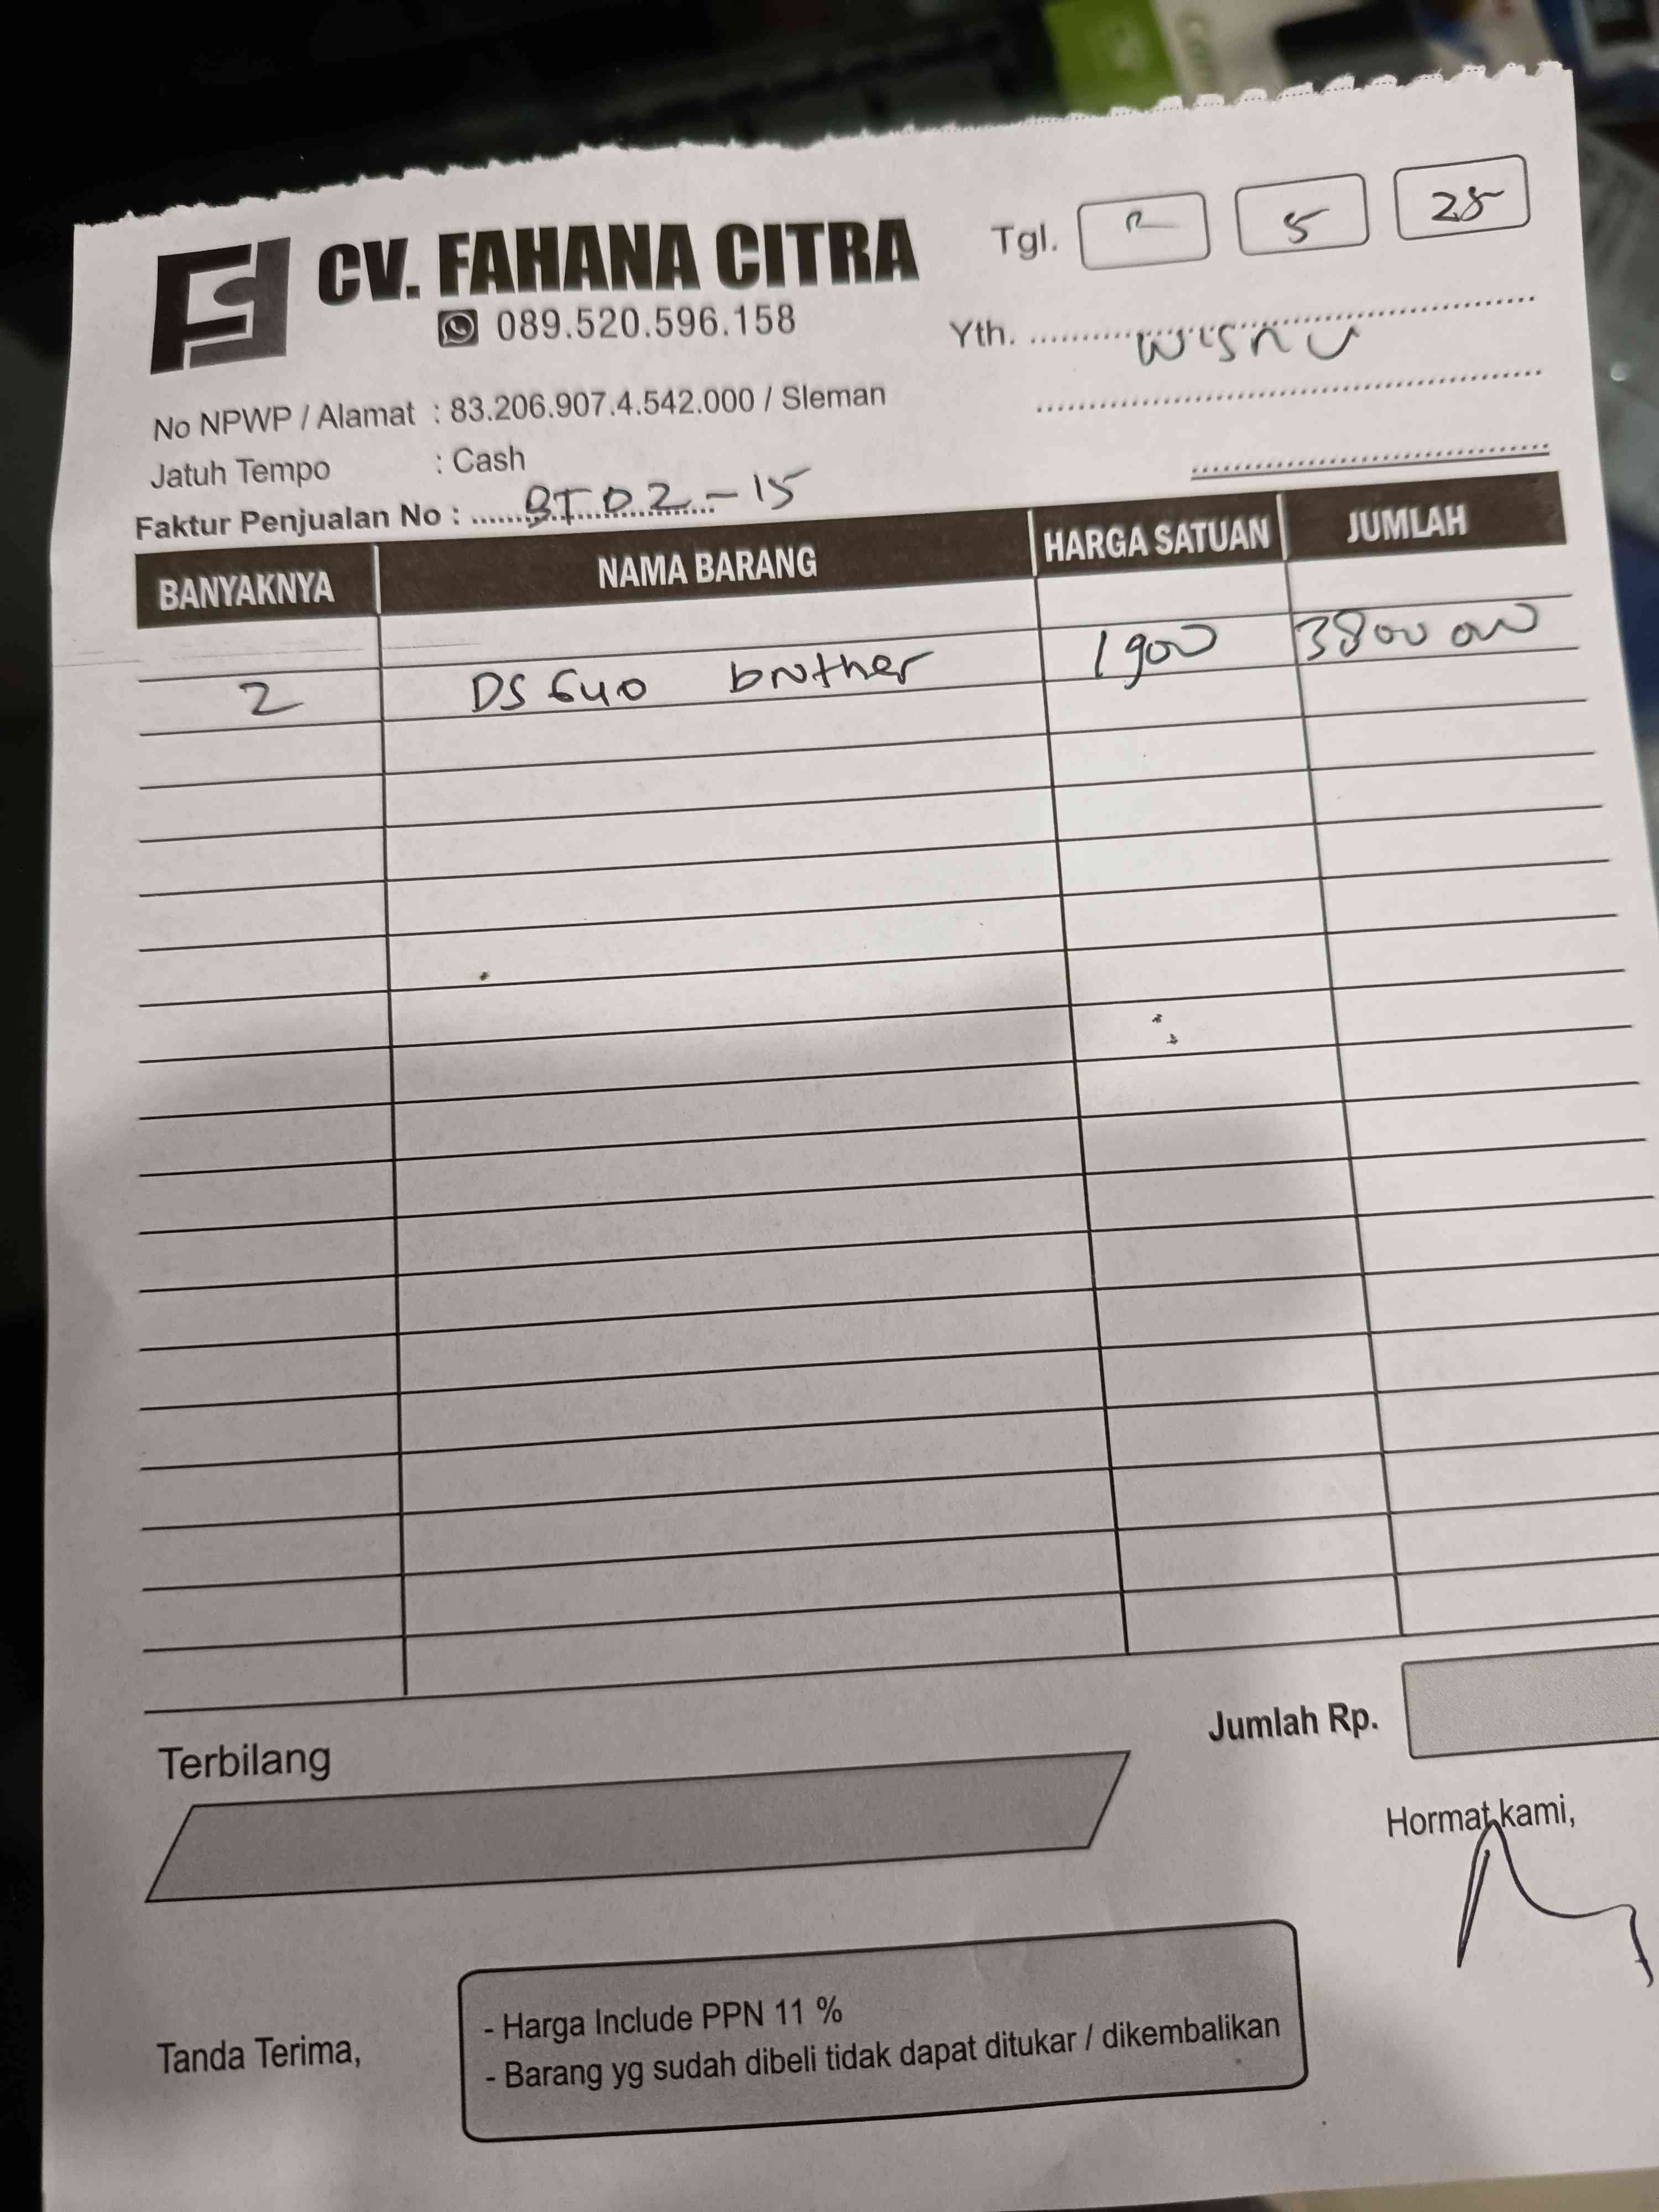 CV. FAHANA CITRA
089.520.596.158
Tgl. 5 25
Yth. Wisnu
No NPWP / Alamat : 83.206.907.4.542.000 / Sleman
Jatuh Tempo : Cash
Faktur Penjualan No : BTD2-15
BANYAKNYA NAMA BARANG HARGA SATUAN JUMLAH
2 DS 640 brother 1900 3800 000
Terbilang
Jumlah Rp.
Hormat kami,
Tanda Terima,
- Harga Include PPN 11 %
- Barang yg sudah dibeli tidak dapat ditukar / dikembalikan